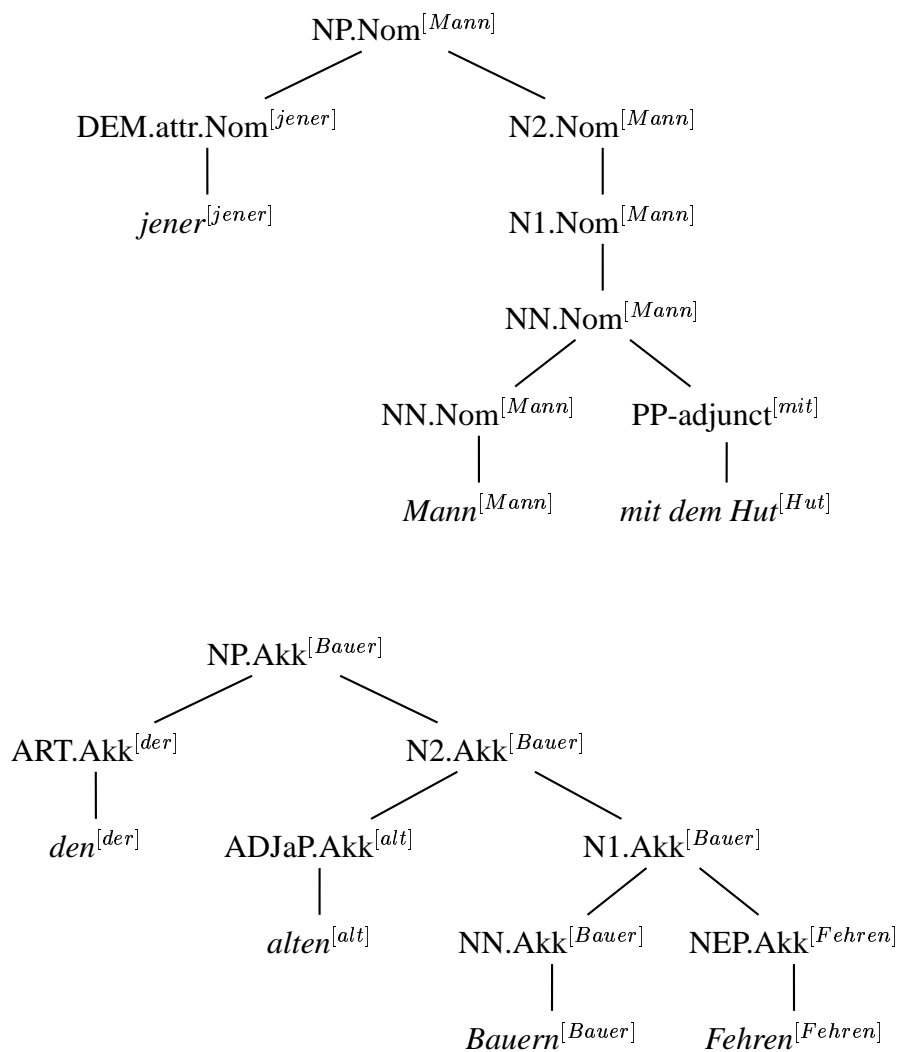 NP.Nom[Mann]
DEM.attr.Nom[jener] N2.Nom[Mann]
jener[jener] N1.Nom[Mann]
NN.Nom[Mann]
NN.Nom[Mann] PP-adjunct[mit]
Mann[Mann] mit dem Hut[Hut]
NP.Akk[Bauer]
ART.Akk[der] N2.Akk[Bauer]
den[der] ADJaP.Akk[alt] N1.Akk[Bauer]
alten[alt] NN.Akk[Bauer] NEP.Akk[Fehren]
Bauern[Bauer] Fehren[Fehren]